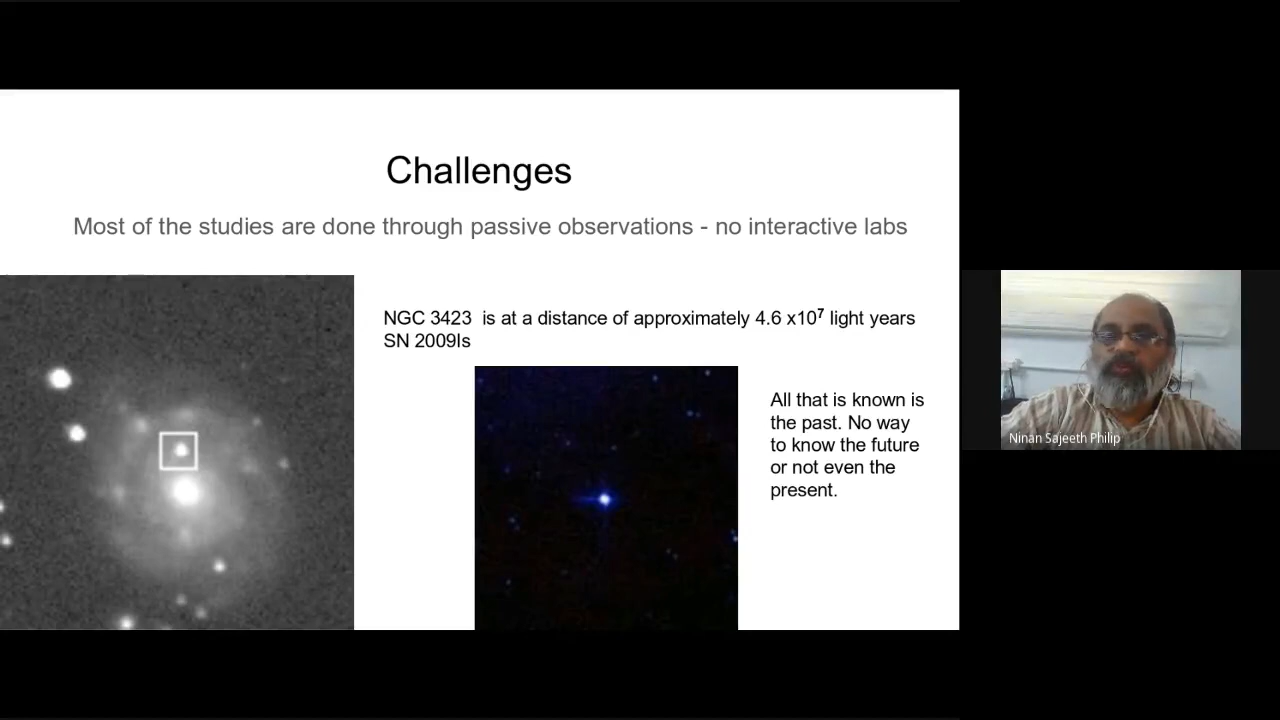 Challenges
Most of the studies are done through passive observations - no interactive labs
NGC 3423 is at a distance of approximately 4.6 x10⁷ light years
SN 2009ls
All that is known is
the past. No way
to know the future
or not even the
present.
Ninan Sajeeth Philip